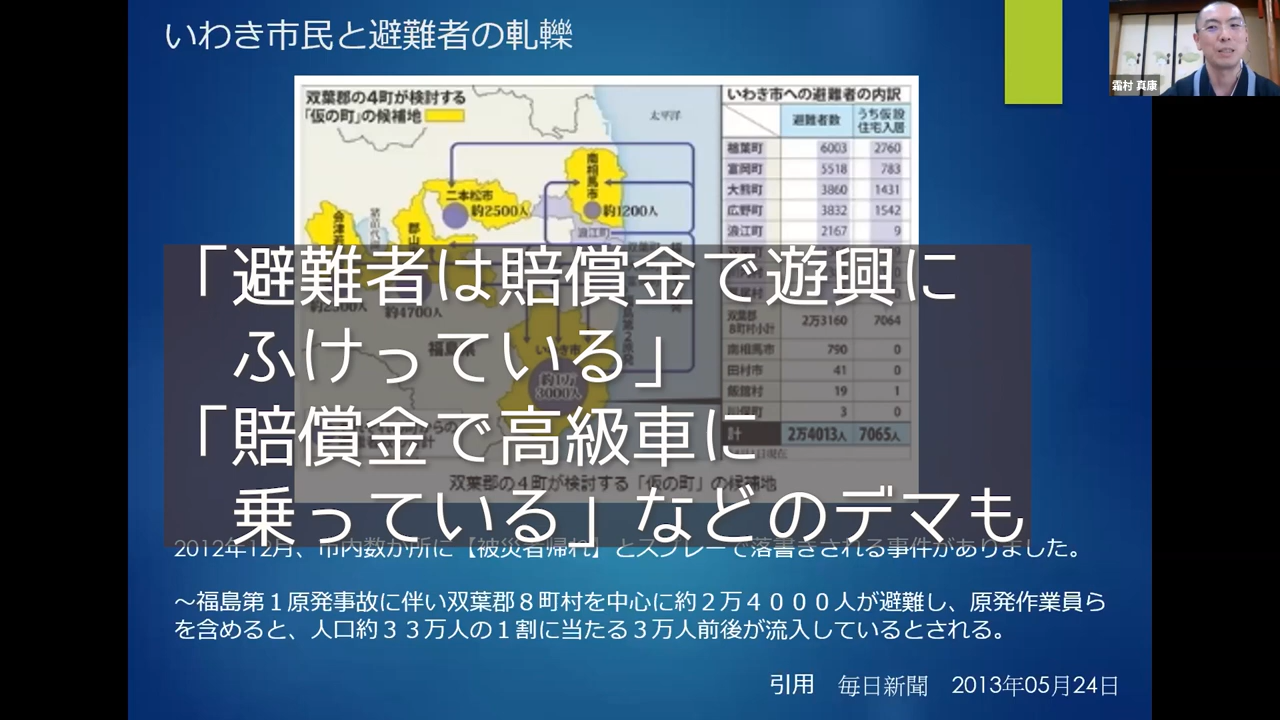 いわき市民と避難者の軋轢
霜村 真康
双葉郡の4町が検討する
「仮の町」の候補地
太平洋
南相馬市
二本松市
約2500人
約1200人
浪江町
郡山
約4700人
福島県
いわき市
約1万
3000人
いわき市への避難者の内訳
避難者数 うち仮設住宅入居
楢葉町 6003 2760
富岡町 5518 783
大熊町 3860 1431
広野町 3832 1542
浪江町 2167 9
双葉郡8町村小計 2万3160 7064
南相馬市 790 0
田村市 41 0
飯舘村 19 1
川俣町 3 0
計 2万4013人 7065人
双葉郡の4町が検討する「仮の町」の候補地
「避難者は賠償金で遊興に
ふけっている」
「賠償金で高級車に
乗っている」などのデマも
2012年12月、市内数か所に【被災者帰れ】とスプレーで落書きされる事件がありました。
～福島第１原発事故に伴い双葉郡８町村を中心に約２万４０００人が避難し、原発作業員ら
を含めると、人口約３３万人の１割に当たる３万人前後が流入しているとされる。
引用　毎日新聞　2013年05月24日